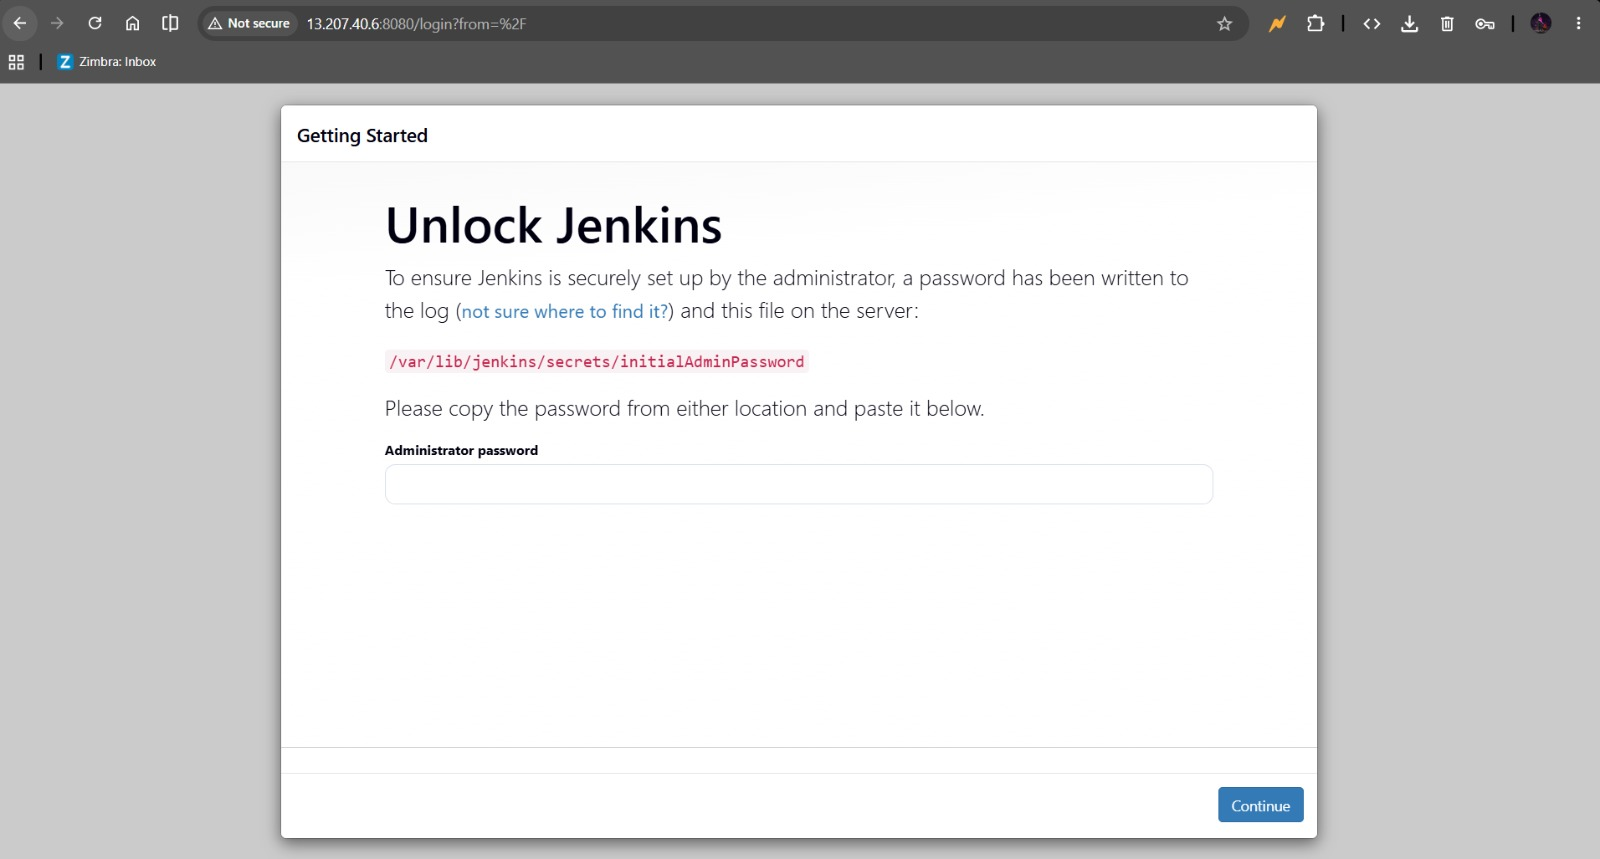 Not secure
13.207.40.6:8080/login?from=%2F
Zimbra: Inbox
Getting Started
Unlock Jenkins
To ensure Jenkins is securely set up by the administrator, a password has been written to
the log (not sure where to find it?) and this file on the server:
/var/lib/jenkins/secrets/initialAdminPassword
Please copy the password from either location and paste it below.
Administrator password
Continue